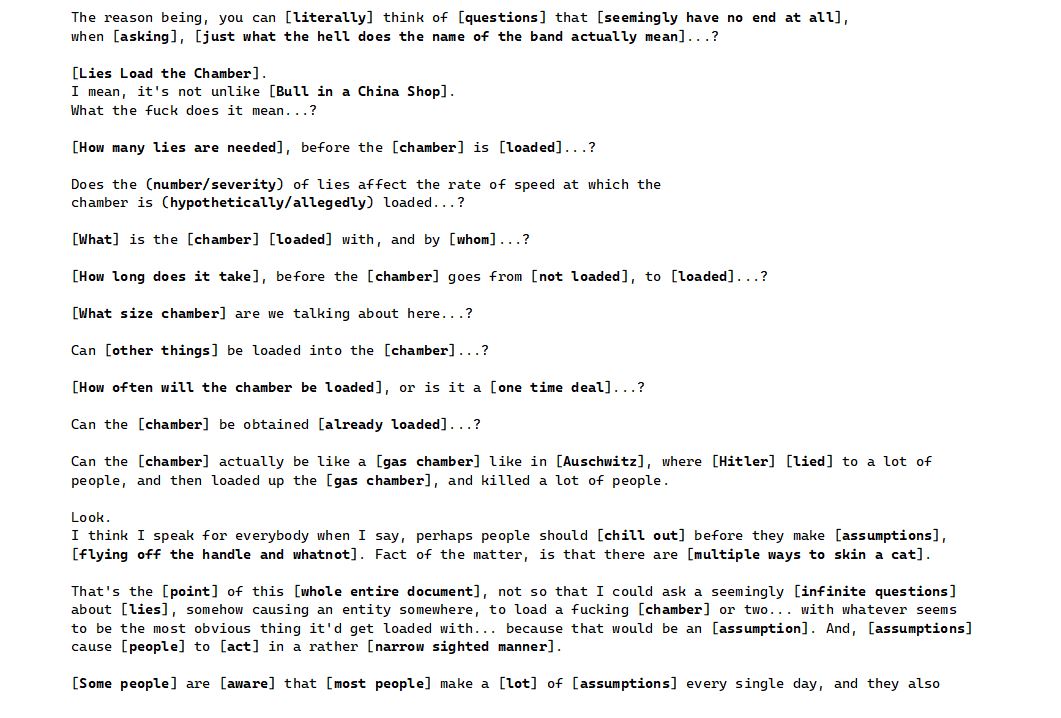 The reason being, you can [literally] think of [questions] that [seemingly have no end at all],
when [asking], [just what the hell does the name of the band actually mean]...?
[Lies Load the Chamber].
I mean, it's not unlike [Bull in a China Shop].
What the fuck does it mean...?
[How many lies are needed], before the [chamber] is [loaded]...?
Does the (number/severity) of lies affect the rate of speed at which the
chamber is (hypothetically/allegedly) loaded...?
[What] is the [chamber] [loaded] with, and by [whom]...?
[How long does it take], before the [chamber] goes from [not loaded], to [loaded]...?
[What size chamber] are we talking about here...?
Can [other things] be loaded into the [chamber]...?
[How often will the chamber be loaded], or is it a [one time deal]...?
Can the [chamber] be obtained [already loaded]...?
Can the [chamber] actually be like a [gas chamber] like in [Auschwitz], where [Hitler] [lied] to a lot of
people, and then loaded up the [gas chamber], and killed a lot of people.
Look.
I think I speak for everybody when I say, perhaps people should [chill out] before they make [assumptions],
[flying off the handle and whatnot]. Fact of the matter, is that there are [multiple ways to skin a cat].
That's the [point] of this [whole entire document], not so that I could ask a seemingly [infinite questions]
about [lies], somehow causing an entity somewhere, to load a fucking [chamber] or two... with whatever seems
to be the most obvious thing it'd get loaded with... because that would be an [assumption]. And, [assumptions]
cause [people] to [act] in a rather [narrow sighted manner].
[Some people] are [aware] that [most people] make a [lot] of [assumptions] every single day, and they also